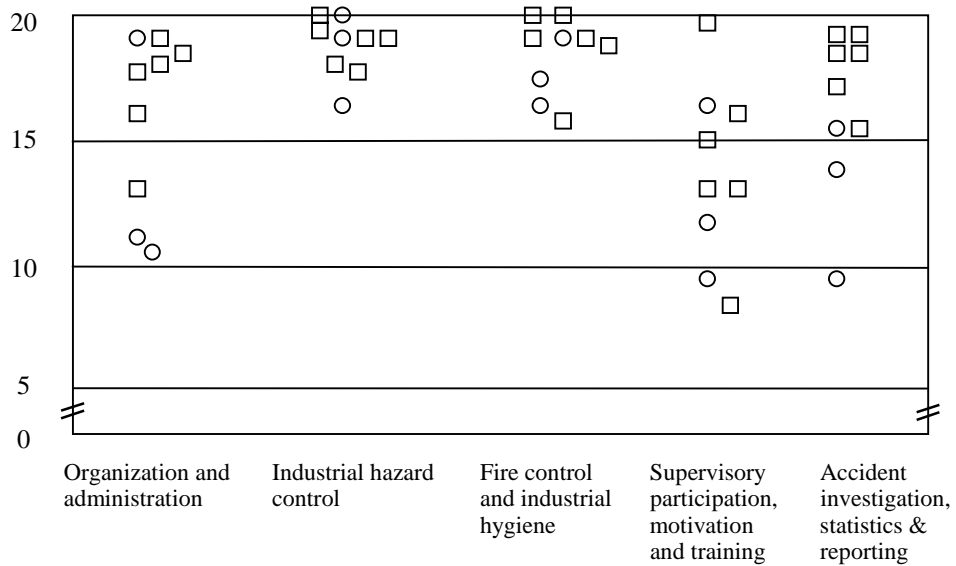 20
15
10
5
0
Organization and
administration
Industrial hazard
control
Fire control
and industrial
hygiene
Supervisory
participation,
motivation
and training
Accident
investigation,
statistics &
reporting